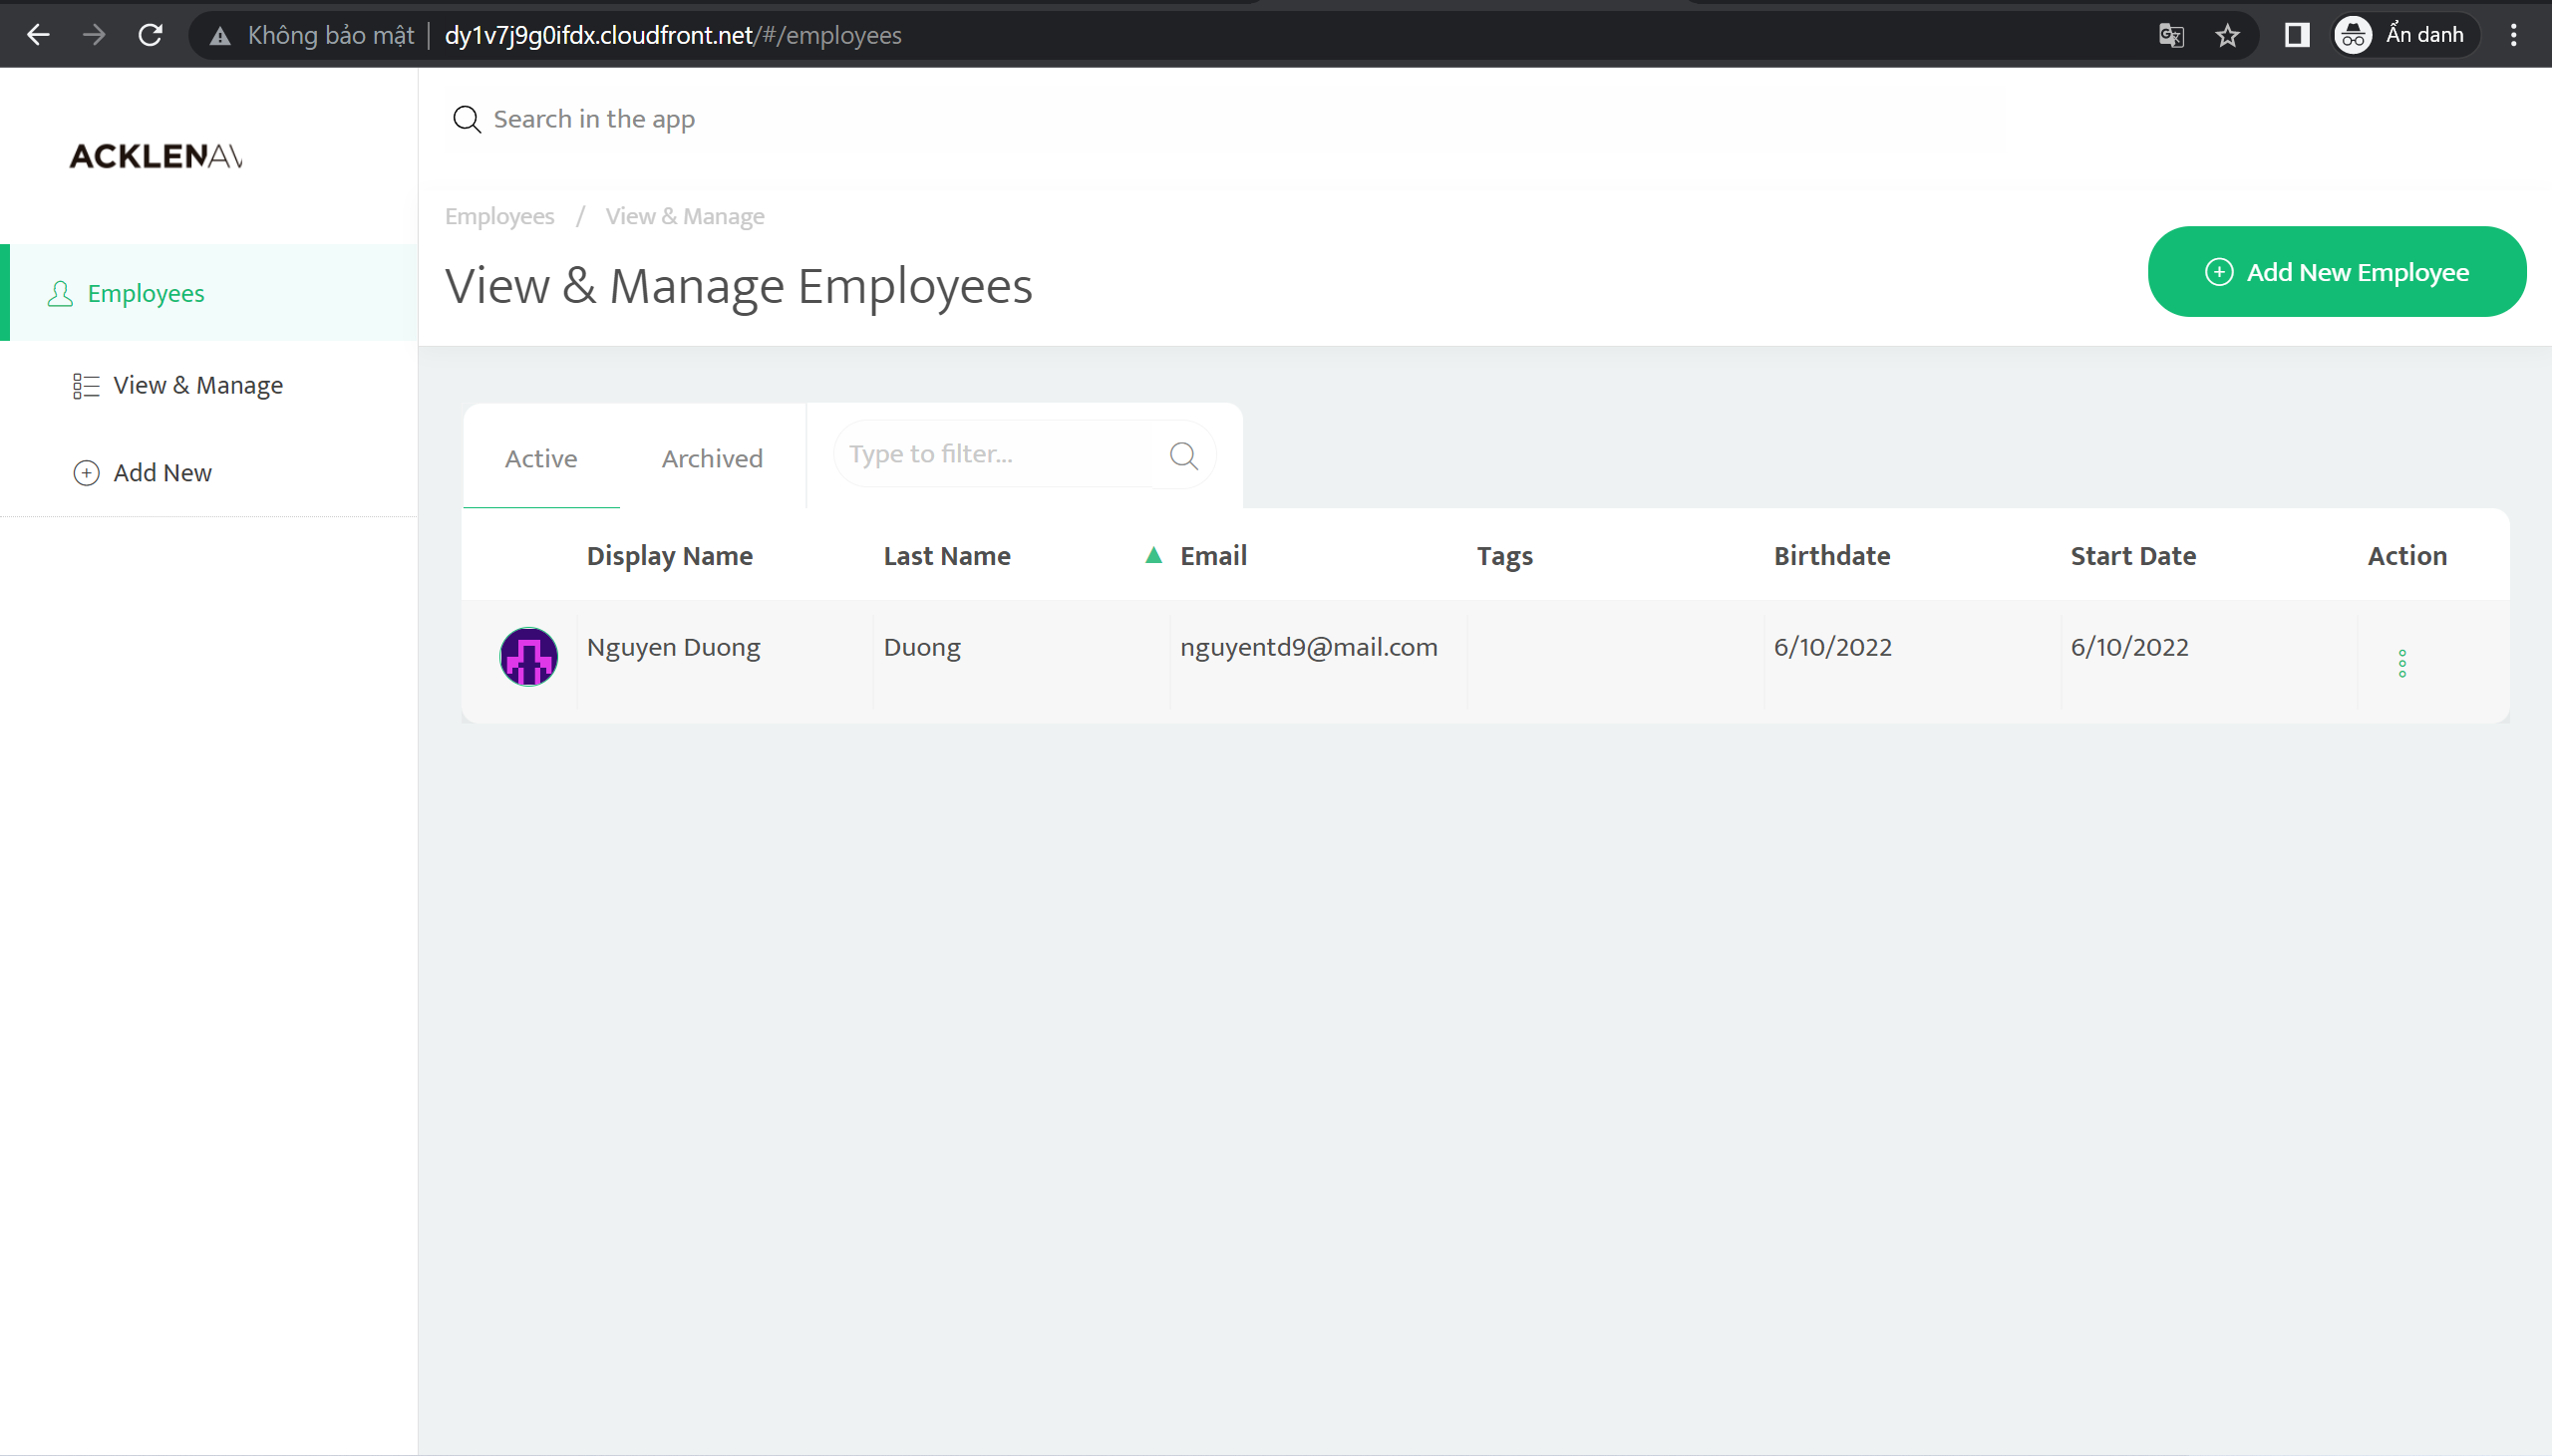 Không bảo mật dy1v7j9g0ifdx.cloudfront.net/#/employees Ẩn danh
Search in the app
ACKLENAV
Employees / View & Manage
View & Manage Employees
Add New Employee
Employees
View & Manage
Add New
Active Archived Type to filter...
Display Name Last Name ▲ Email Tags Birthdate Start Date Action
Nguyen Duong Duong nguyentd9@mail.com 6/10/2022 6/10/2022